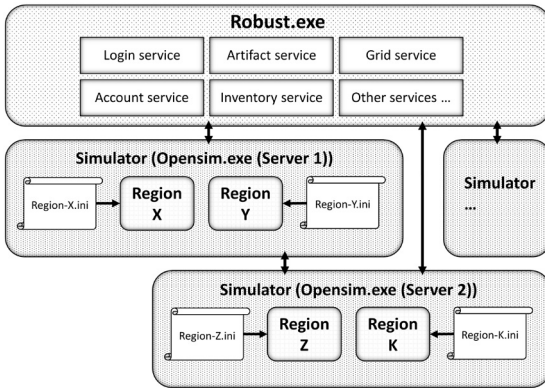 Robust.exe
Login service
Artifact service
Grid service
Account service
Inventory service
Other services ...
Simulator (Opensim.exe (Server 1))
Region-X.ini
Region
X
Region
Y
Region-Y.ini
Simulator
...
Simulator (Opensim.exe (Server 2))
Region-Z.ini
Region
Z
Region
K
Region-K.ini